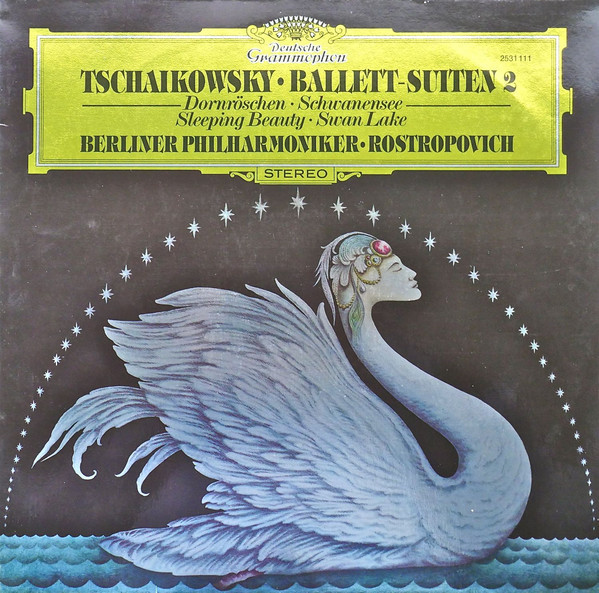 Deutsche
Grammophon
2531 111
TSCHAIKOWSKY · BALLETT-SUITEN 2
Dornröschen · Schwanensee
Sleeping Beauty · Swan Lake
BERLINER PHILHARMONIKER · ROSTROPOVICH
STEREO